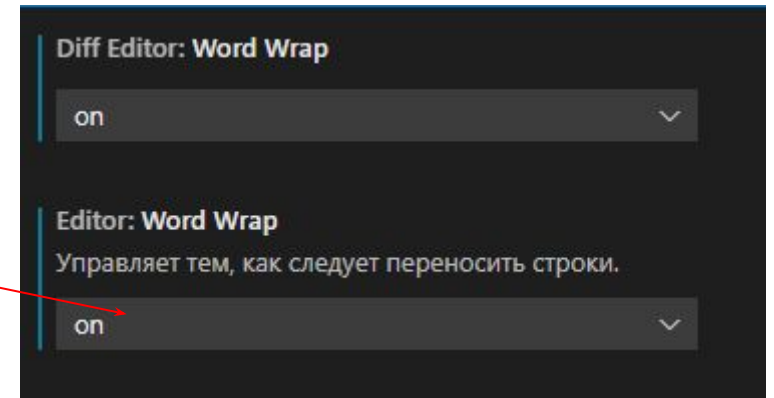 Diff Editor: Word Wrap
on
Editor: Word Wrap
Управляет тем, как следует переносить строки.
on